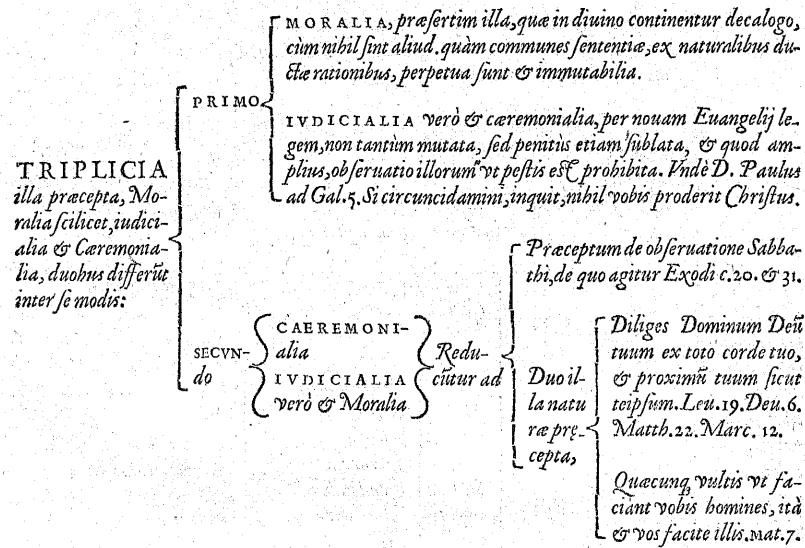 TRIPLICIA
illa præcepta, Mo-
ralia scilicet, iudici-
alia & Cæremonia-
lia, duobus differũt
inter se modis:
PRIMO
MORALIA, præsertim illa, quæ in diuino continentur decalogo,
cùm nihil sint aliud. quàm communes sententiæ, ex naturalibus du-
ctæ rationibus, perpetua sunt & immutabilia.
IVDICIALIA verò & cæremonialia, per nouam Euangelij le-
gem, non tantùm mutata, sed penitùs etiam sublata, & quod am-
plius, obseruatio illorum vt pestis est prohibita. Vndè D. Paulus
ad Gal. 5. Si circuncidamini, inquit, nihil vobis proderit Christus.
SECVN-
do
CAEREMONI-
alia
IVDICIALIA
verò & Moralia
Redu-
cũtur ad
Præceptum de obseruatione Sabba-
thi, de quo agitur Exodi c. 20. & 31.
Duo il-
la natu
ræ pręcepta,
Diliges Dominum Deũ
tuum ex toto corde tuo,
& proximũ tuum sicut
teipsum. Leu. 19. Deu. 6.
Matth. 22. Marc. 12.
Quæcunqꝫ vultis vt fa-
ciant vobis homines, ità
& vos facite illis. MAT. 7.